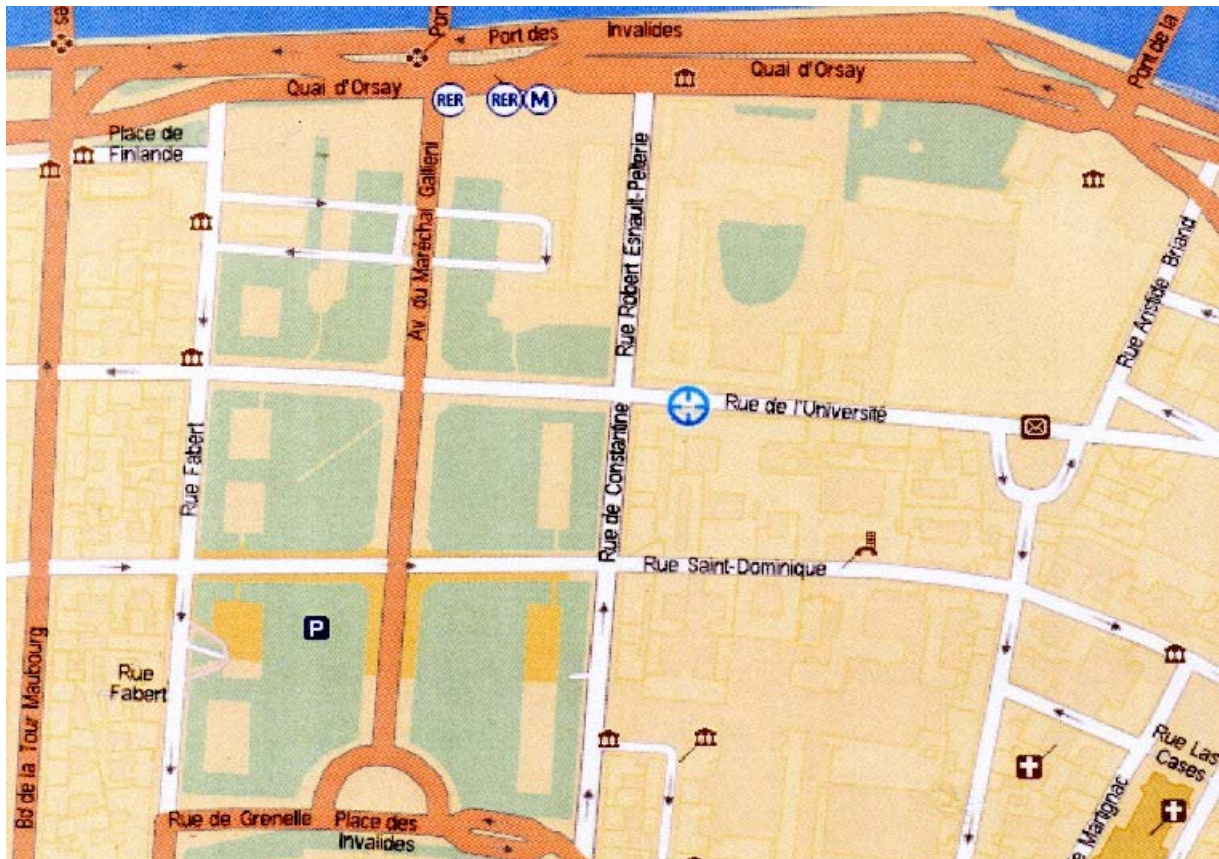 Port des
Invalides
Pont de la
Quai d'Orsay
Quai d'Orsay
RER
RER
M
Place de
Finlande
Av du Maréchal Gallieni
Rue Robert Esnault-Pelterie
Rue Aristide Briand
Rue de l'Université
Rue Fabert
Rue de Constantine
Rue Saint-Dominique
P
Rue
Fabert
Bd de la Tour Maubourg
Rue Las
Cases
Martignac
Rue de Grenelle
Place des
Invalides